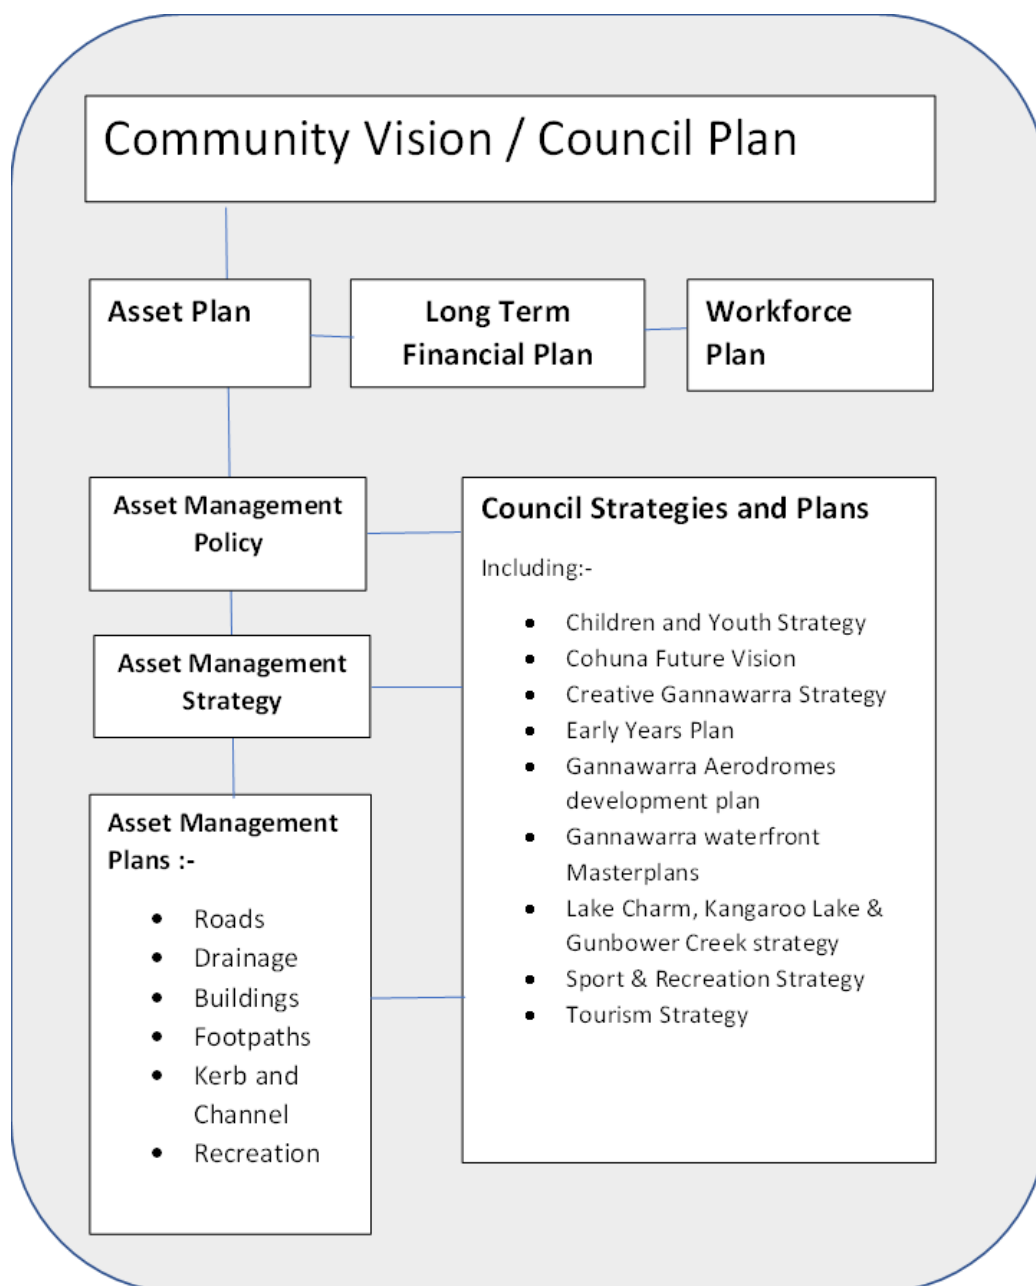 Community Vision / Council Plan
Asset Plan
Long Term
Financial Plan
Workforce
Plan
Asset Management
Policy
Asset Management
Strategy
Asset Management
Plans :-
• Roads
• Drainage
• Buildings
• Footpaths
• Kerb and
Channel
• Recreation
Council Strategies and Plans
Including:-
• Children and Youth Strategy
• Cohuna Future Vision
• Creative Gannawarra Strategy
• Early Years Plan
• Gannawarra Aerodromes
development plan
• Gannawarra waterfront
Masterplans
• Lake Charm, Kangaroo Lake &
Gunbower Creek strategy
• Sport & Recreation Strategy
• Tourism Strategy